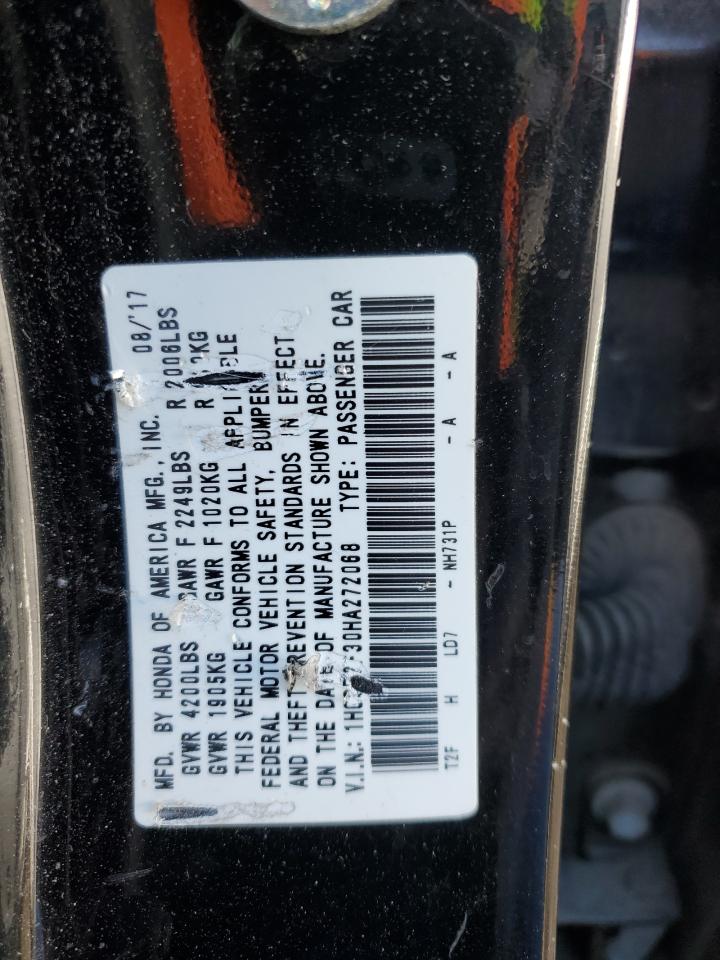 MFD. BY HONDA OF AMERICA MFG., INC. 08/'17
GVWR 4200LBS GAWR F 2249LBS R 2006LBS
GVWR 1905KG GAWR F 1020KG R
THIS VEHICLE CONFORMS TO ALL APPLICABLE
FEDERAL MOTOR VEHICLE SAFETY, BUMPER,
AND THEFT PREVENTION STANDARDS IN EFFECT
ON THE DATE OF MANUFACTURE SHOWN ABOVE.
V.I.N.: TYPE: PASSENGER CAR
T2F H LD7 - NH731P - A - A